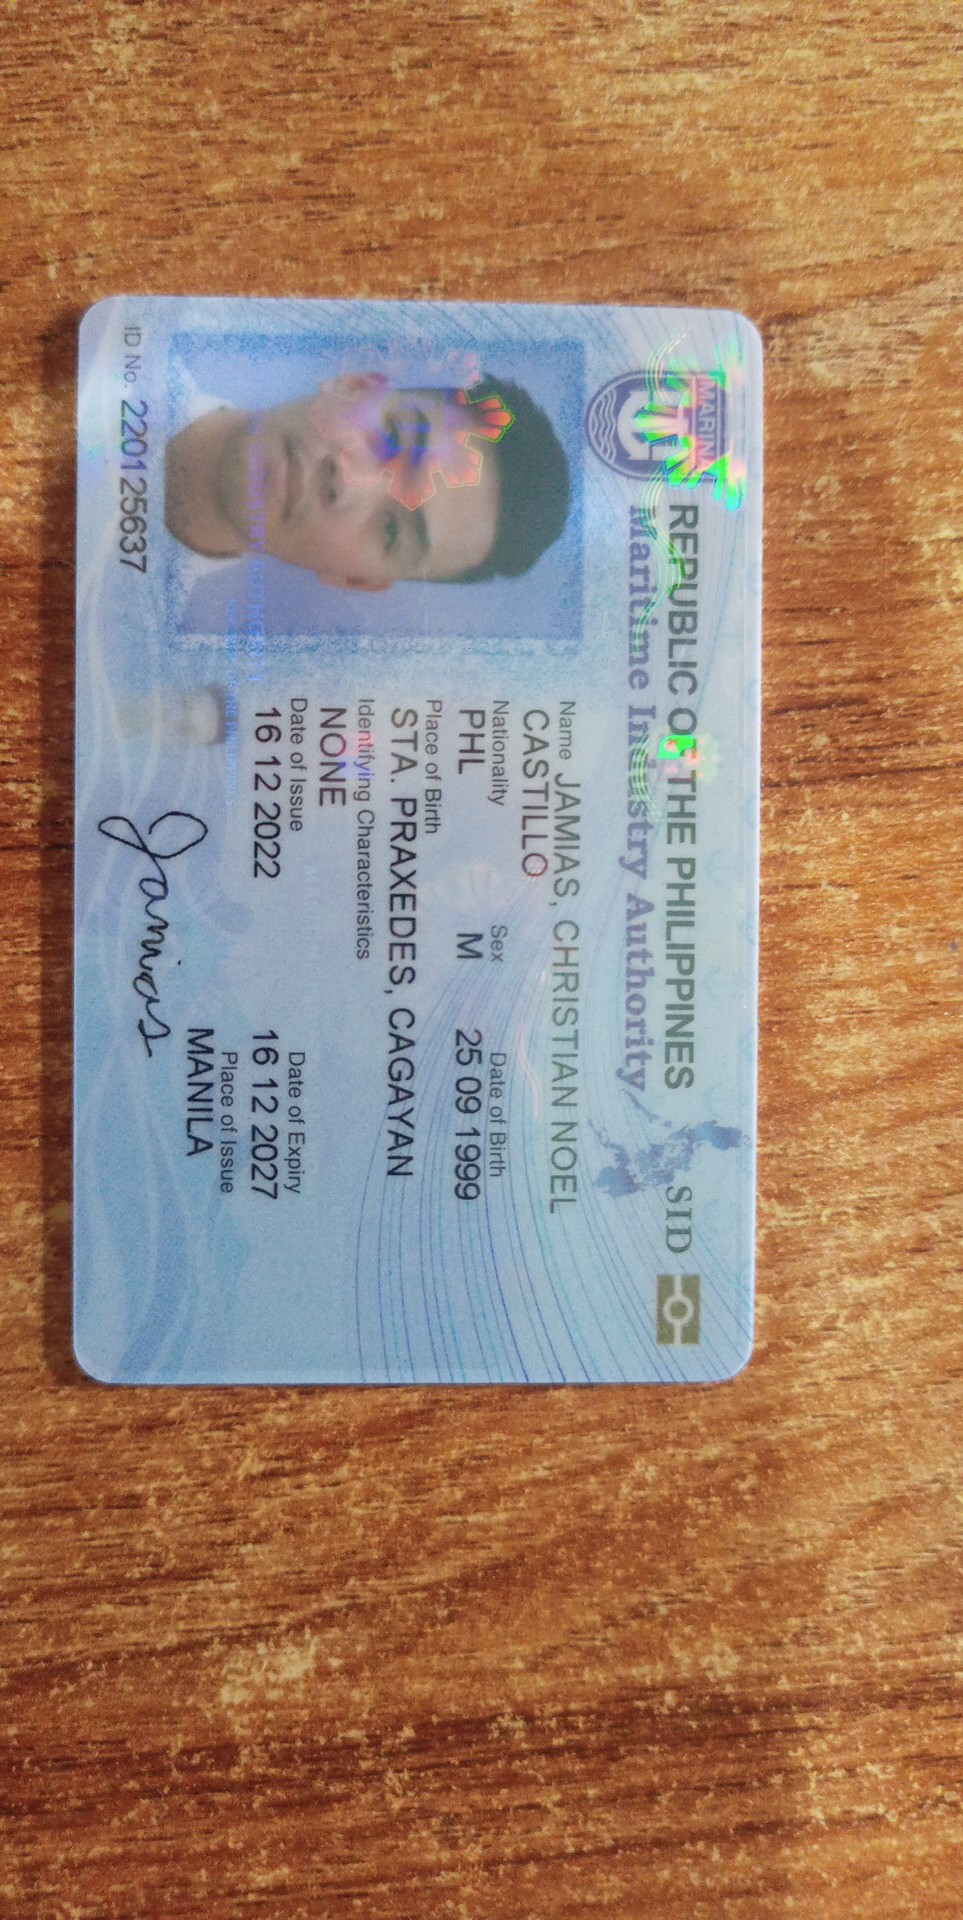 MARINA
REPUBLIC OF THE PHILIPPINES
Maritime Industry Authority
SID
Name JAMIAS, CHRISTIAN NOEL
CASTILLO
Nationality Sex Date of Birth
PHL M 25 09 1999
Place of Birth
STA. PRAXEDES, CAGAYAN
Identifying Characteristics
NONE
Date of Issue Date of Expiry
16 12 2022 16 12 2027
Place of Issue
MANILA
Jamias
ID No. 220125637
INDUSTRY AUTHORITY
OF THE PHILIPPINES